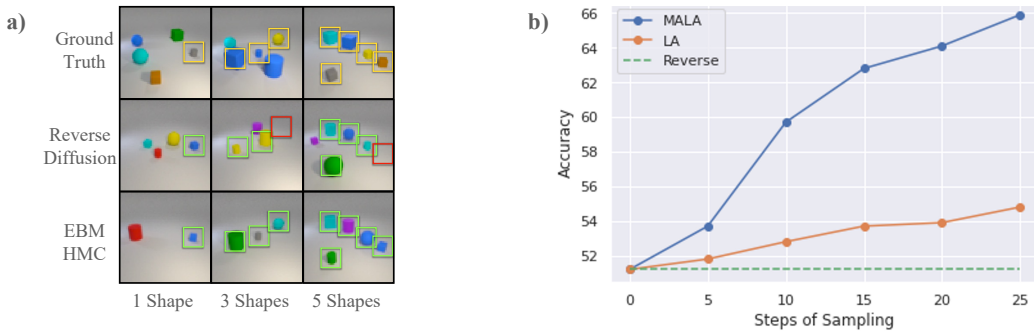 a)
Ground
Truth
Reverse
Diffusion
EBM
HMC
1 Shape
3 Shapes
5 Shapes
b)
MALA
LA
Reverse
Accuracy
66
64
62
60
58
56
54
52
0
5
10
15
20
25
Steps of Sampling